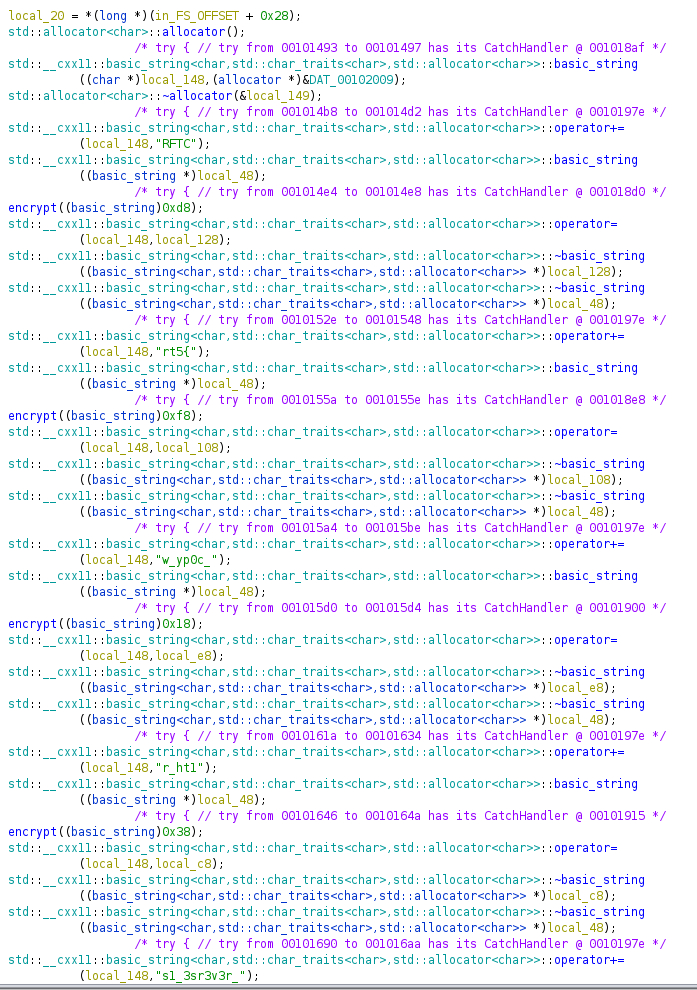 local_20 = *(long *)(in_FS_OFFSET + 0x28);
std::allocator<char>::allocator();
/* try { // try from 00101493 to 00101497 has its CatchHandler @ 001018af */
std::__cxx11::basic_string<char,std::char_traits<char>,std::allocator<char>>::basic_string
((char *)local_148,(allocator *)&DAT_00102009);
std::allocator<char>::~allocator(&local_149);
/* try { // try from 001014b8 to 001014d2 has its CatchHandler @ 0010197e */
std::__cxx11::basic_string<char,std::char_traits<char>,std::allocator<char>>::operator+=
(local_148,"RFTC");
std::__cxx11::basic_string<char,std::char_traits<char>,std::allocator<char>>::basic_string
((basic_string *)local_48);
/* try { // try from 001014e4 to 001014e8 has its CatchHandler @ 001018d0 */
encrypt((basic_string)0xd8);
std::__cxx11::basic_string<char,std::char_traits<char>,std::allocator<char>>::operator=
(local_148,local_128);
std::__cxx11::basic_string<char,std::char_traits<char>,std::allocator<char>>::~basic_string
((basic_string<char,std::char_traits<char>,std::allocator<char>> *)local_128);
std::__cxx11::basic_string<char,std::char_traits<char>,std::allocator<char>>::~basic_string
((basic_string<char,std::char_traits<char>,std::allocator<char>> *)local_48);
/* try { // try from 0010152e to 00101548 has its CatchHandler @ 0010197e */
std::__cxx11::basic_string<char,std::char_traits<char>,std::allocator<char>>::operator+=
(local_148,"rt5{");
std::__cxx11::basic_string<char,std::char_traits<char>,std::allocator<char>>::basic_string
((basic_string *)local_48);
/* try { // try from 0010155a to 0010155e has its CatchHandler @ 001018e8 */
encrypt((basic_string)0xf8);
std::__cxx11::basic_string<char,std::char_traits<char>,std::allocator<char>>::operator=
(local_148,local_108);
std::__cxx11::basic_string<char,std::char_traits<char>,std::allocator<char>>::~basic_string
((basic_string<char,std::char_traits<char>,std::allocator<char>> *)local_108);
std::__cxx11::basic_string<char,std::char_traits<char>,std::allocator<char>>::~basic_string
((basic_string<char,std::char_traits<char>,std::allocator<char>> *)local_48);
/* try { // try from 001015a4 to 001015be has its CatchHandler @ 0010197e */
std::__cxx11::basic_string<char,std::char_traits<char>,std::allocator<char>>::operator+=
(local_148,"w_yp0c_");
std::__cxx11::basic_string<char,std::char_traits<char>,std::allocator<char>>::basic_string
((basic_string *)local_48);
/* try { // try from 001015d0 to 001015d4 has its CatchHandler @ 00101900 */
encrypt((basic_string)0x18);
std::__cxx11::basic_string<char,std::char_traits<char>,std::allocator<char>>::operator=
(local_148,local_e8);
std::__cxx11::basic_string<char,std::char_traits<char>,std::allocator<char>>::~basic_string
((basic_string<char,std::char_traits<char>,std::allocator<char>> *)local_e8);
std::__cxx11::basic_string<char,std::char_traits<char>,std::allocator<char>>::~basic_string
((basic_string<char,std::char_traits<char>,std::allocator<char>> *)local_48);
/* try { // try from 0010161a to 00101634 has its CatchHandler @ 0010197e */
std::__cxx11::basic_string<char,std::char_traits<char>,std::allocator<char>>::operator+=
(local_148,"r_ht1");
std::__cxx11::basic_string<char,std::char_traits<char>,std::allocator<char>>::basic_string
((basic_string *)local_48);
/* try { // try from 00101646 to 0010164a has its CatchHandler @ 00101915 */
encrypt((basic_string)0x38);
std::__cxx11::basic_string<char,std::char_traits<char>,std::allocator<char>>::operator=
(local_148,local_c8);
std::__cxx11::basic_string<char,std::char_traits<char>,std::allocator<char>>::~basic_string
((basic_string<char,std::char_traits<char>,std::allocator<char>> *)local_c8);
std::__cxx11::basic_string<char,std::char_traits<char>,std::allocator<char>>::~basic_string
((basic_string<char,std::char_traits<char>,std::allocator<char>> *)local_48);
/* try { // try from 00101690 to 001016aa has its CatchHandler @ 0010197e */
std::__cxx11::basic_string<char,std::char_traits<char>,std::allocator<char>>::operator+=
(local_148,"s1_3sr3v3r_");